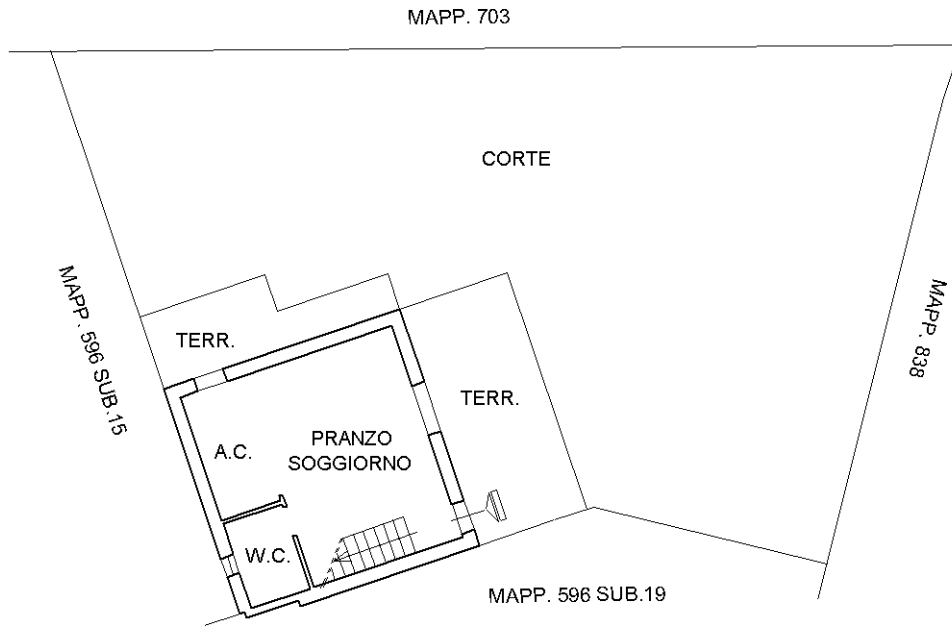 MAPP. 703
CORTE
MAPP. 596 SUB.15
MAPP. 838
TERR.
TERR.
A.C.
PRANZO
SOGGIORNO
W.C.
MAPP. 596 SUB.19